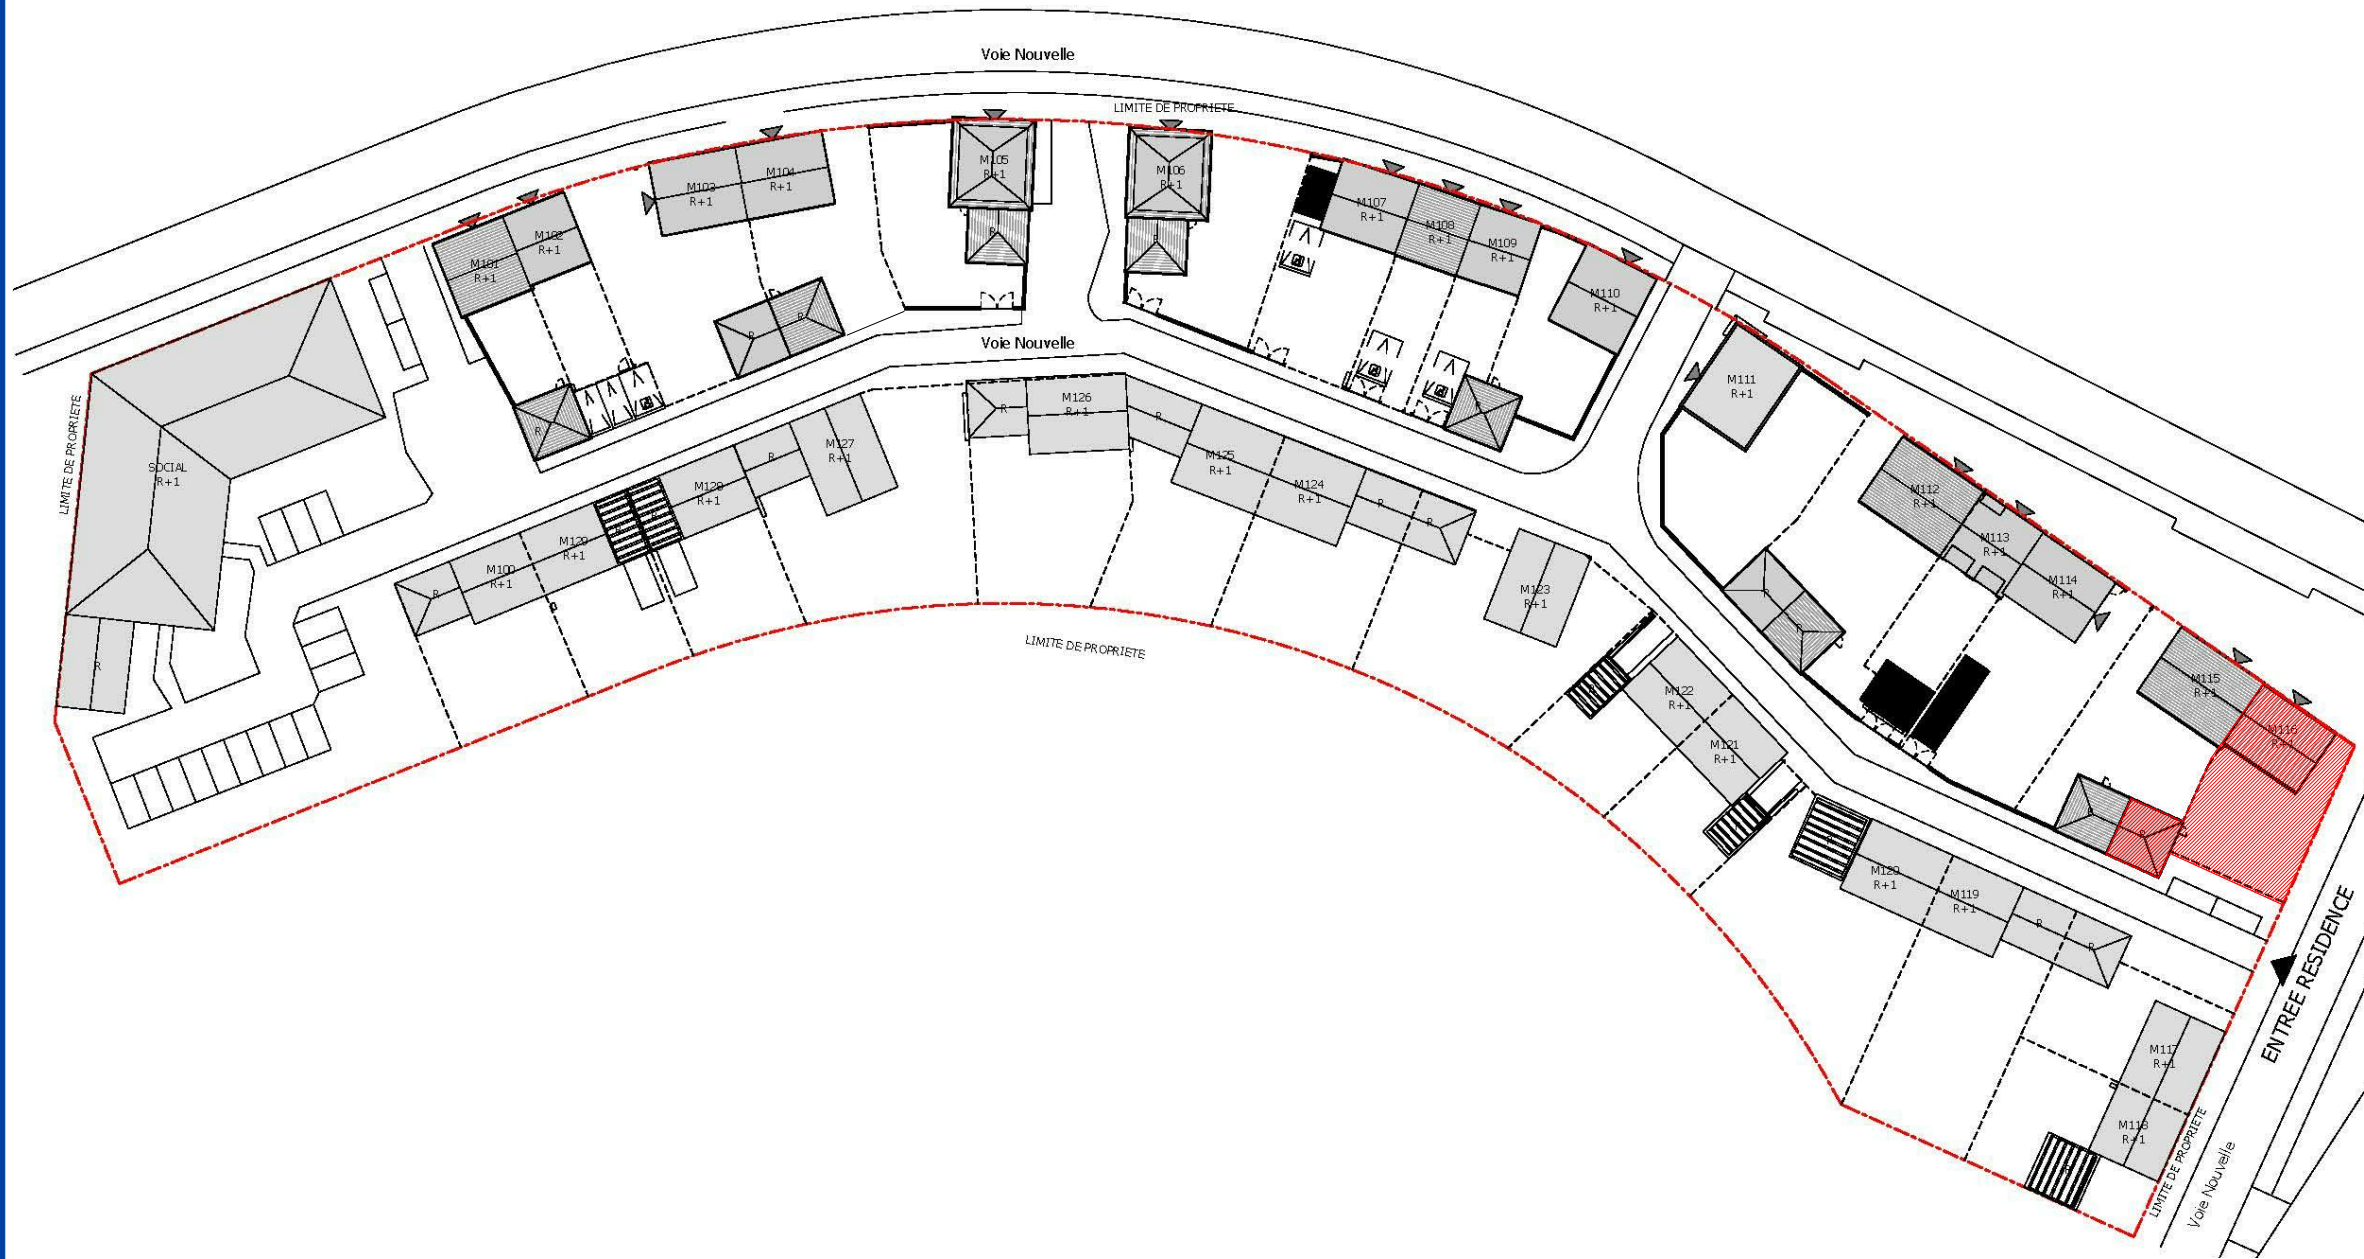 Voie Nouvelle
LIMITE DE PROPRIETE
M105
R+1
M106
R+1
M104
R+1
M103
R+1
M107
R+1
M108
R+1
M109
R+1
M102
R+1
M101
R+1
M110
R+1
R
R
R
R
R
Voie Nouvelle
M111
R+1
M126
R+1
R
R
R
R
M127
R+1
M125
R+1
M124
R+1
R
R
R
M128
R+1
M129
R+1
M100
R+1
R
LIMITE DE PROPRIETE
SOCIAL
R+1
R
M112
R+1
M113
R+1
M114
R+1
M123
R+1
R
R
LIMITE DE PROPRIETE
M122
R+1
M121
R+1
M115
R+1
M116
R+1
R
R
M120
R+1
M119
R+1
R
R
ENTREE RESIDENCE
M117
R+1
M118
R+1
LIMITE DE PROPRIETE
Voie Nouvelle